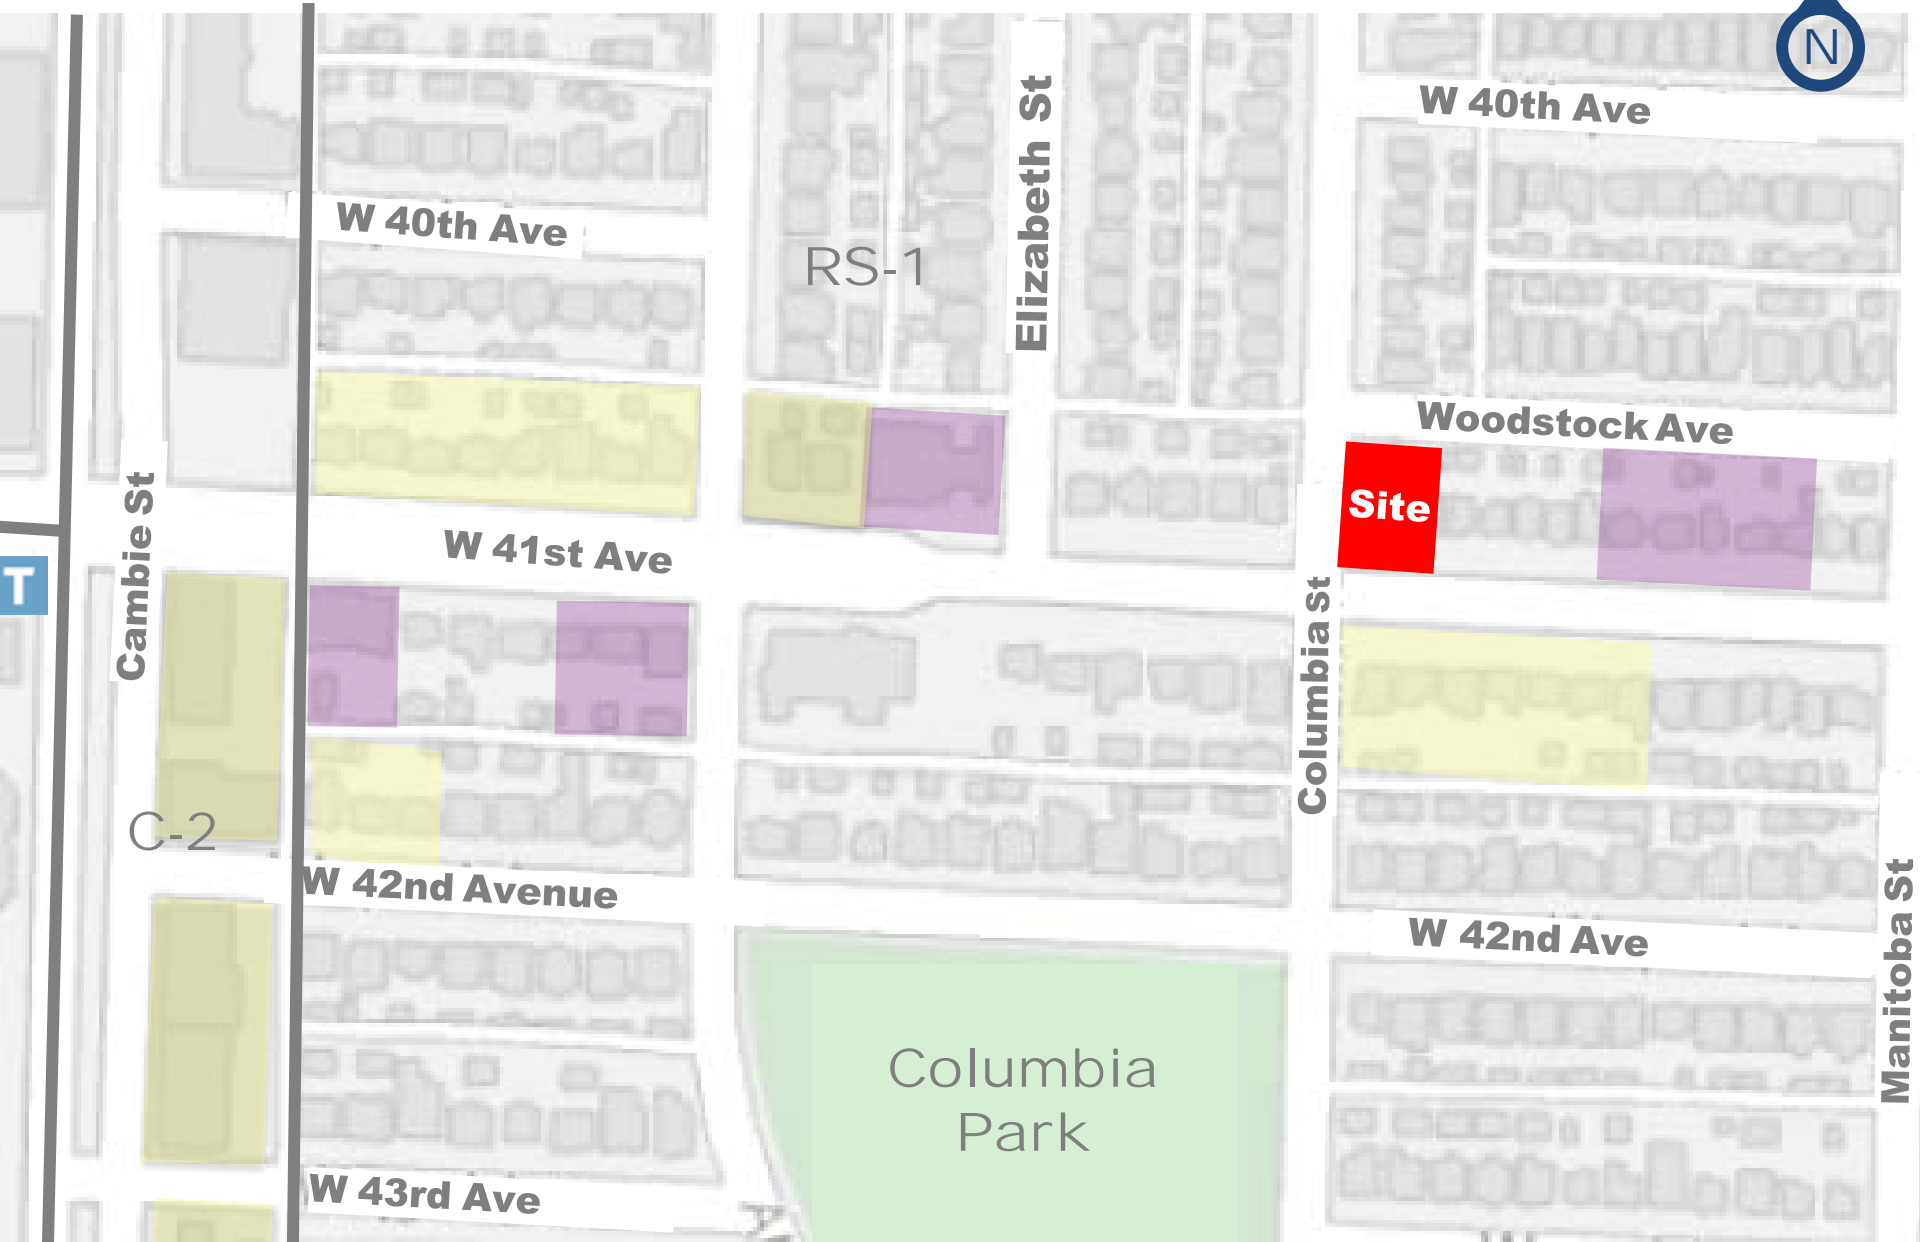 N
W 40th Ave
Elizabeth St
W 40th Ave
RS-1
Woodstock Ave
Site
Cambie St
W 41st Ave
T
Columbia St
C-2
W 42nd Avenue
W 42nd Ave
Manitoba St
Columbia
Park
W 43rd Ave